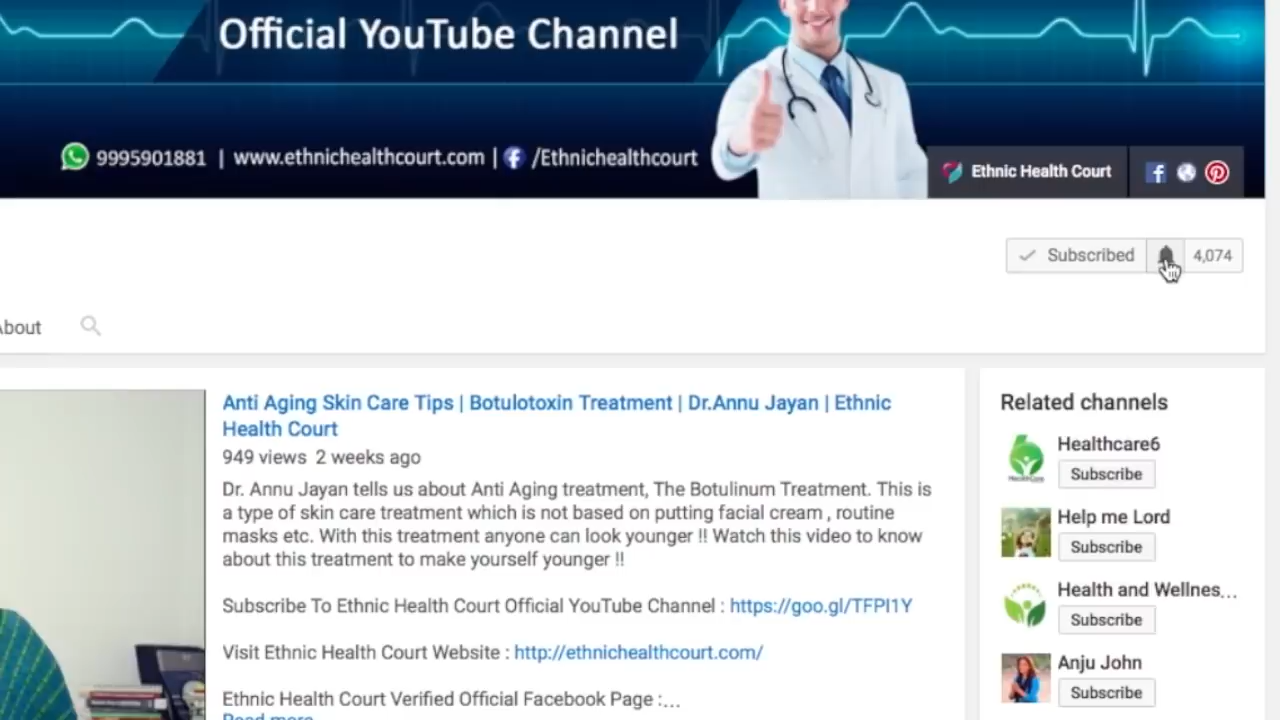 Official YouTube Channel
9995901881 | www.ethnichealthcourt.com | /Ethnichealthcourt
Ethnic Health Court
Subscribed 4,074
About
Anti Aging Skin Care Tips | Botulotoxin Treatment | Dr.Annu Jayan | Ethnic
Health Court
949 views 2 weeks ago
Dr. Annu Jayan tells us about Anti Aging treatment, The Botulinum Treatment. This is
a type of skin care treatment which is not based on putting facial cream , routine
masks etc. With this treatment anyone can look younger !! Watch this video to know
about this treatment to make yourself younger !!
Subscribe To Ethnic Health Court Official YouTube Channel : https://goo.gl/TFPI1Y
Visit Ethnic Health Court Website : http://ethnichealthcourt.com/
Ethnic Health Court Verified Official Facebook Page :...
Read more
Related channels
Healthcare6
Subscribe
Help me Lord
Subscribe
Health and Wellnes...
Subscribe
Anju John
Subscribe